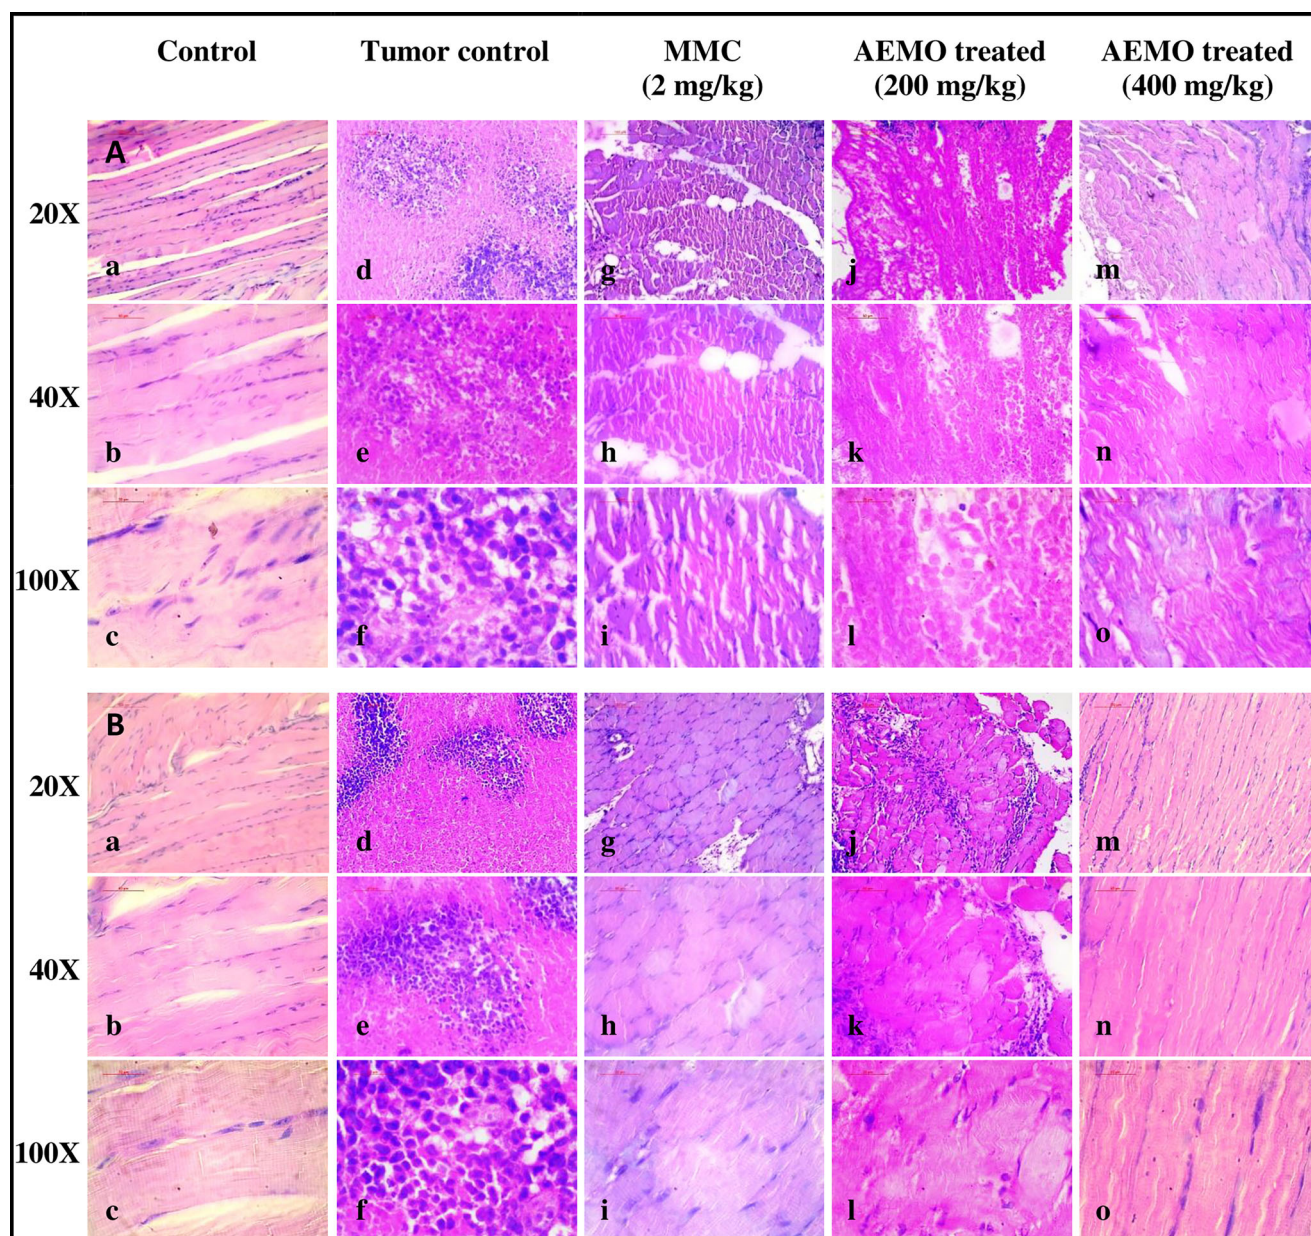 Control Tumor control MMC AEMO treated AEMO treated
(2 mg/kg) (200 mg/kg) (400 mg/kg)
A
20X a d g j m
40X b e h k n
100X c f i l o
B
20X a d g j m
40X b e h k n
100X c f i l o